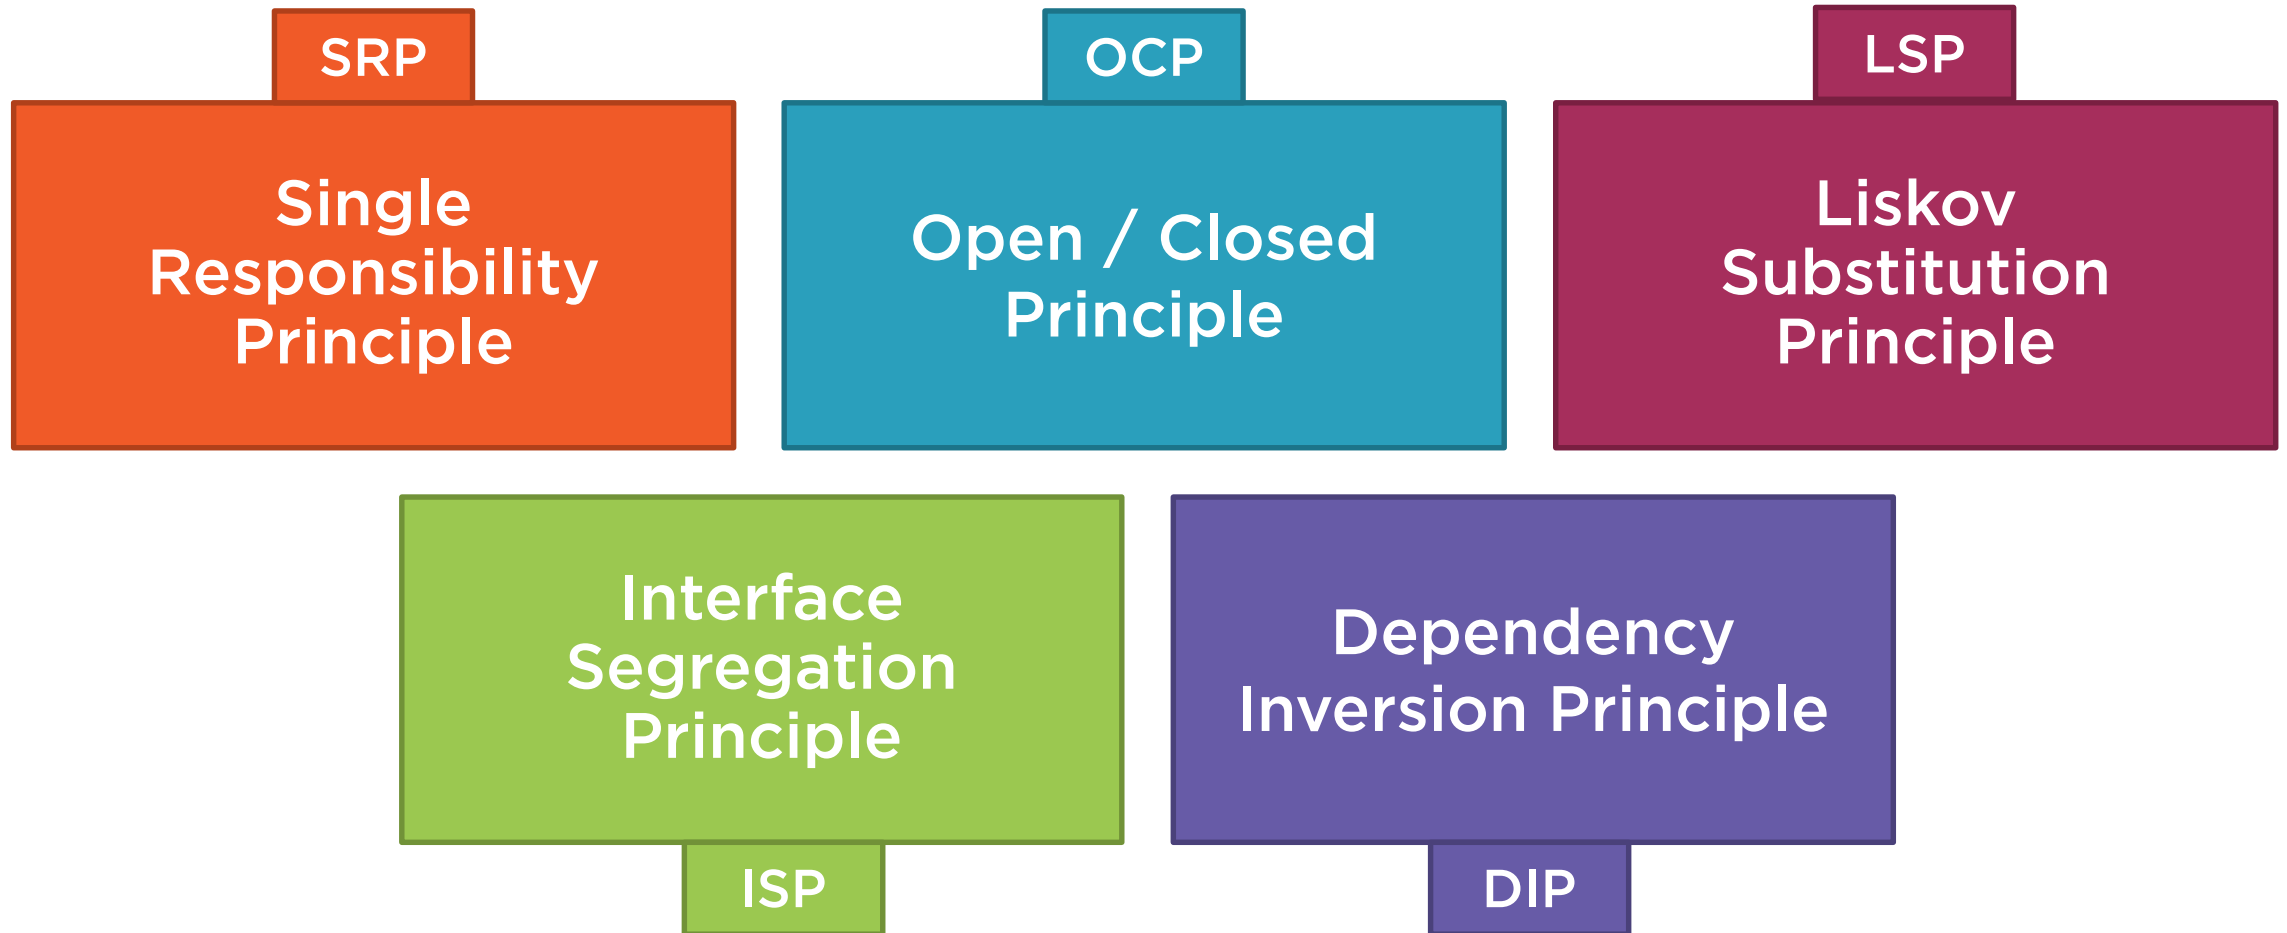 SRP
Single
Responsibility
Principle
OCP
Open / Closed
Principle
LSP
Liskov
Substitution
Principle
Interface
Segregation
Principle
ISP
Dependency
Inversion Principle
DIP